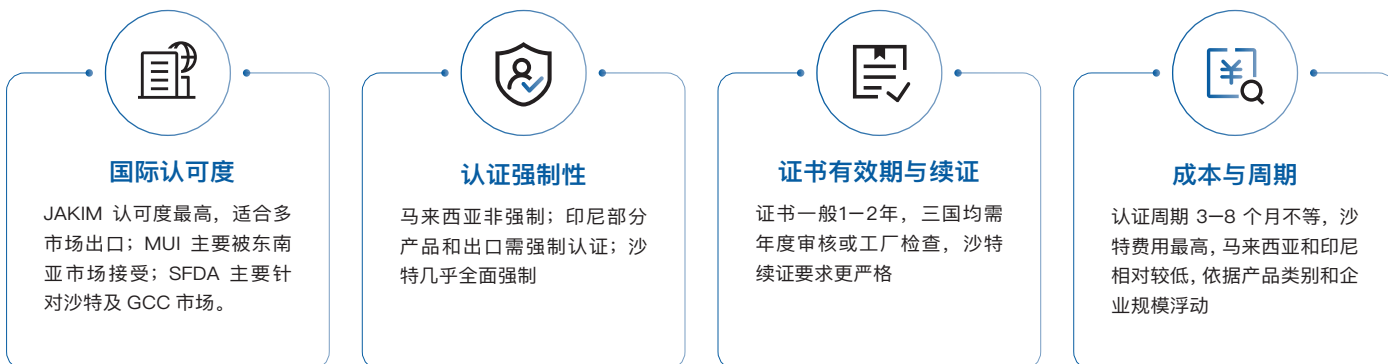 国际认可度
JAKIM 认可度最高，适合多
市场出口；MUI 主要被东南
亚市场接受；SFDA 主要针
对沙特及 GCC 市场。
认证强制性
马来西亚非强制；印尼部分
产品和出口需强制认证；沙
特几乎全面强制
证书有效期与续证
证书一般1–2年，三国均需
年度审核或工厂检查，沙特
续证要求更严格
成本与周期
认证周期 3–8 个月不等，沙
特费用最高，马来西亚和印尼
相对较低，依据产品类别和企
业规模浮动